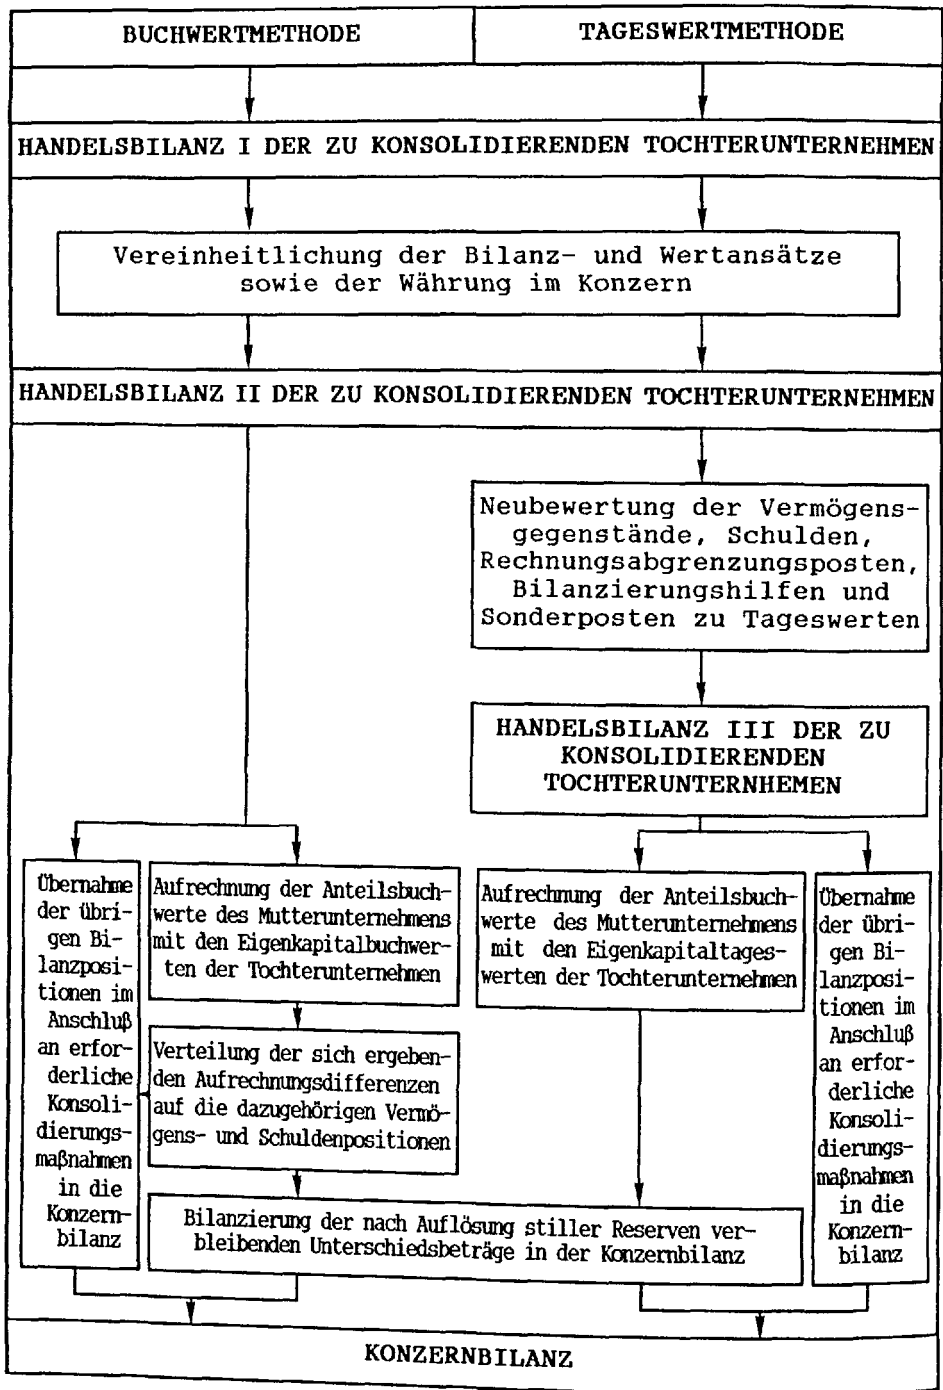 BUCHWERTMETHODE
TAGESWERTMETHODE
HANDELSBILANZ I DER ZU KONSOLIDIERENDEN TOCHTERUNTERNEHMEN
Vereinheitlichung der Bilanz- und Wertansätze
sowie der Währung im Konzern
HANDELSBILANZ II DER ZU KONSOLIDIERENDEN TOCHTERUNTERNEHMEN
Neubewertung der Vermögens-
gegenstände, Schulden,
Rechnungsabgrenzungsposten,
Bilanzierungshilfen und
Sonderposten zu Tageswerten
HANDELSBILANZ III DER ZU
KONSOLIDIERENDEN
TOCHTERUNTERNHEMEN
Übernahme
der übri-
gen Bi-
lanzposi-
tionen im
Anschluß
an erfor-
derliche
Konsoli-
dierungs-
maßnahmen
in die
Konzern-
bilanz
Aufrechnung der Anteilsbuch-
werte des Mutterunternehmens
mit den Eigenkapitalbuchwer-
ten der Tochterunternehmen
Verteilung der sich ergeben-
den Aufrechnungsdifferenzen
auf die dazugehörigen Vermö-
gens- und Schuldenpositionen
Aufrechnung der Anteilsbuch-
werte des Mutterunternehmens
mit den Eigenkapitaltages-
werten der Tochterunternehmen
Übernahme
der übri-
gen Bi-
lanzposi-
tionen im
Anschluß
an erfor-
derliche
Konsoli-
dierungs-
maßnahmen
in die
Konzern-
bilanz
Bilanzierung der nach Auflösung stiller Reserven ver-
bleibenden Unterschiedsbeträge in der Konzernbilanz
KONZERNBILANZ